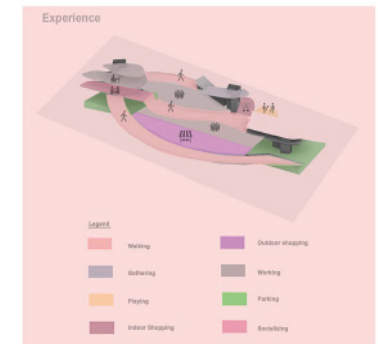 Experience
Legend
Walking
Outdoor shopping
Gathering
Working
Playing
Parking
Indoor Shopping
Socializing